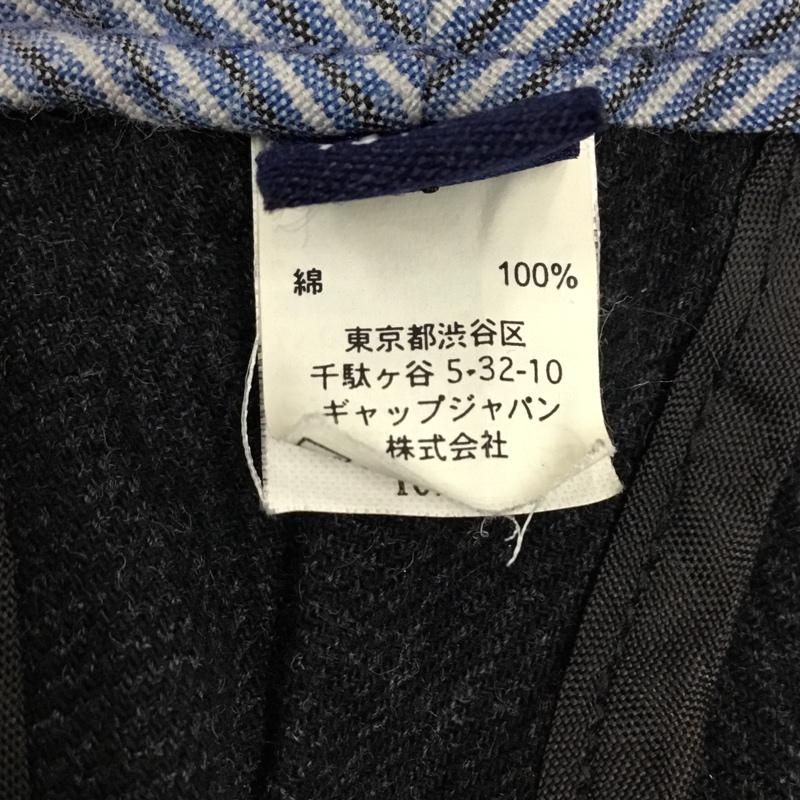 綿 100%
東京都渋谷区
千駄ヶ谷 5-32-10
ギャップジャパン
株式会社